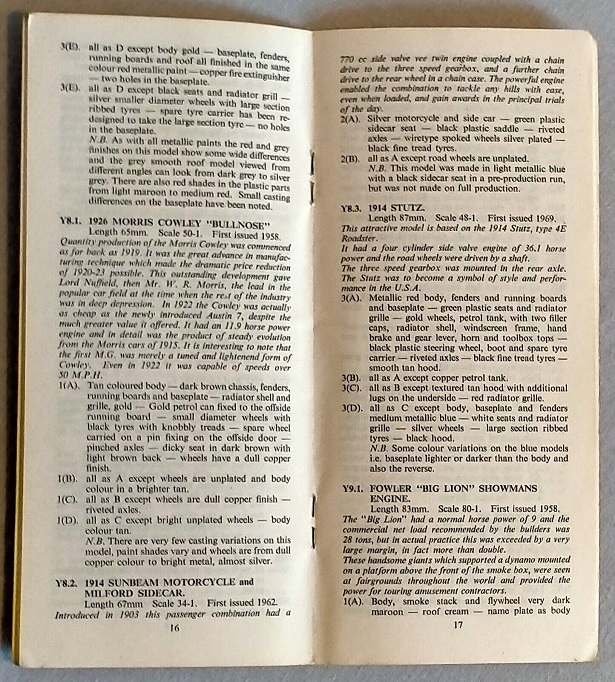 3(D). all as D except body gold — baseplate, fenders,
running boards and roof all finished in the same
colour red metallic paint — copper fire extinguisher
— two holes in the baseplate.
3(E). all as D except black seats and radiator grill —
silver smaller diameter wheels with large section
ribbed tyres — spare tyre carrier has been re-
designed to take the large section tyre — no holes
in the baseplate.
N.B. As with all metallic paints the red and grey
finishes on this model show some wide differences
and the grey smooth roof model viewed from
different angles can look from dark grey to silver
grey. There are also red shades in the plastic parts
from light maroon to medium red. Small casting
differences on the baseplate have been noted.
Y8.1. 1926 MORRIS COWLEY "BULLNOSE"
Length 65mm. Scale 50-1. First issued 1958.
Quantity production of the Morris Cowley was commenced
as far back as 1919. It was the great advance in manufac-
turing technique which made the dramatic price reduction
of 1920-23 possible. This outstanding development gave
Lord Nuffield, then Mr. W. R. Morris, the lead in the
popular car field at the time when the rest of the industry
was in deep depression. In 1922 the Cowley was actually
as cheap as the newly introduced Austin 7, despite the
much greater value it offered. It had an 11.9 horse power
engine and in detail was the product of steady evolution
from the Morris cars of 1915. It is interesting to note that
the first M.G. was merely a tuned and lightenend form of
Cowley. Even in 1922 it was capable of speeds over
50 M.P.H.
1(A). Tan coloured body — dark brown chassis, fenders,
running boards and baseplate — radiator shell and
grille, gold — Gold petrol can fixed to the offside
running board — small diameter wheels with
black tyres with knobbly treads — spare wheel
carried on a pin fixing on the offside door —
pinched axles — dicky seat in dark brown with
light brown back — wheels have a dull copper
finish.
1(B). all as A except wheels are unplated and body
colour in a brighter tan.
1(C). all as B except wheels are dull copper finish —
riveted axles.
1(D). all as C except bright unplated wheels — body
colour tan.
N.B. There are very few casting variations on this
model, paint shades vary and wheels are from dull
copper colour to bright metal, almost silver.
Y8.2. 1914 SUNBEAM MOTORCYCLE and
MILFORD SIDECAR.
Length 67mm Scale 34-1. First issued 1962.
Introduced in 1903 this passenger combination had a
16
770 cc side valve vee twin engine coupled with a chain
drive to the three speed gearbox, and a further chain
drive to the rear wheel in a chain case. The powerful engine
enabled the combination to tackle any hills with ease,
even when loaded, and gain awards in the principal trials
of the day.
2(A). Silver motorcycle and side car — green plastic
sidecar seat — black plastic saddle — riveted
axles — wiretype spoked wheels silver plated —
black fine tread tyres.
2(B). all as A except road wheels are unplated.
N.B. This model was made in light metallic blue
with a black sidecar seat in a pre-production run,
but was not made on full production.
Y8.3. 1914 STUTZ.
Length 87mm. Scale 48-1. First issued 1969.
This attractive model is based on the 1914 Stutz, type 4E
Roadster.
It had a four cylinder side valve engine of 36.1 horse
power and the road wheels were driven by a shaft.
The three speed gearbox was mounted in the rear axle.
The Stutz was to become a symbol of style and perfor-
mance in the U.S.A.
3(A). Metallic red body, fenders and running boards
and baseplate — green plastic seats and radiator
grille — gold wheels, petrol tank, with two filler
caps, radiator shell, windscreen frame, hand
brake and gear lever, horn and toolbox tops —
black plastic steering wheel, boot and spare tyre
carrier — riveted axles — black fine tread tyres —
smooth tan hood.
3(B). all as A except copper petrol tank.
3(C). all as B except textured tan hood with additional
lugs on the underside — red radiator grille.
3(D). all as C except, body, baseplate and fenders
medium metallic blue — white seats and radiator
grille — silver wheels — large section ribbed
tyres — black hood.
N.B. Some colour variations on the blue models
i.e. baseplate lighter or darker than the body and
also the reverse.
Y9.1. FOWLER "BIG LION" SHOWMANS
ENGINE.
Length 83mm. Scale 80-1. First issued 1958.
The "Big Lion" had a normal horse power of 9 and the
commercial net load recommended by the builders was
28 tons, but in actual practice this was exceeded by a very
large margin, in fact more than double.
These handsome giants which supported a dynamo mounted
on a platform above the front of the smoke box, were seen
at fairgrounds throughout the world and provided the
power for touring amusement contractors.
1(A). Body, smoke stack and flywheel very dark
maroon — roof cream — name plate as body
17